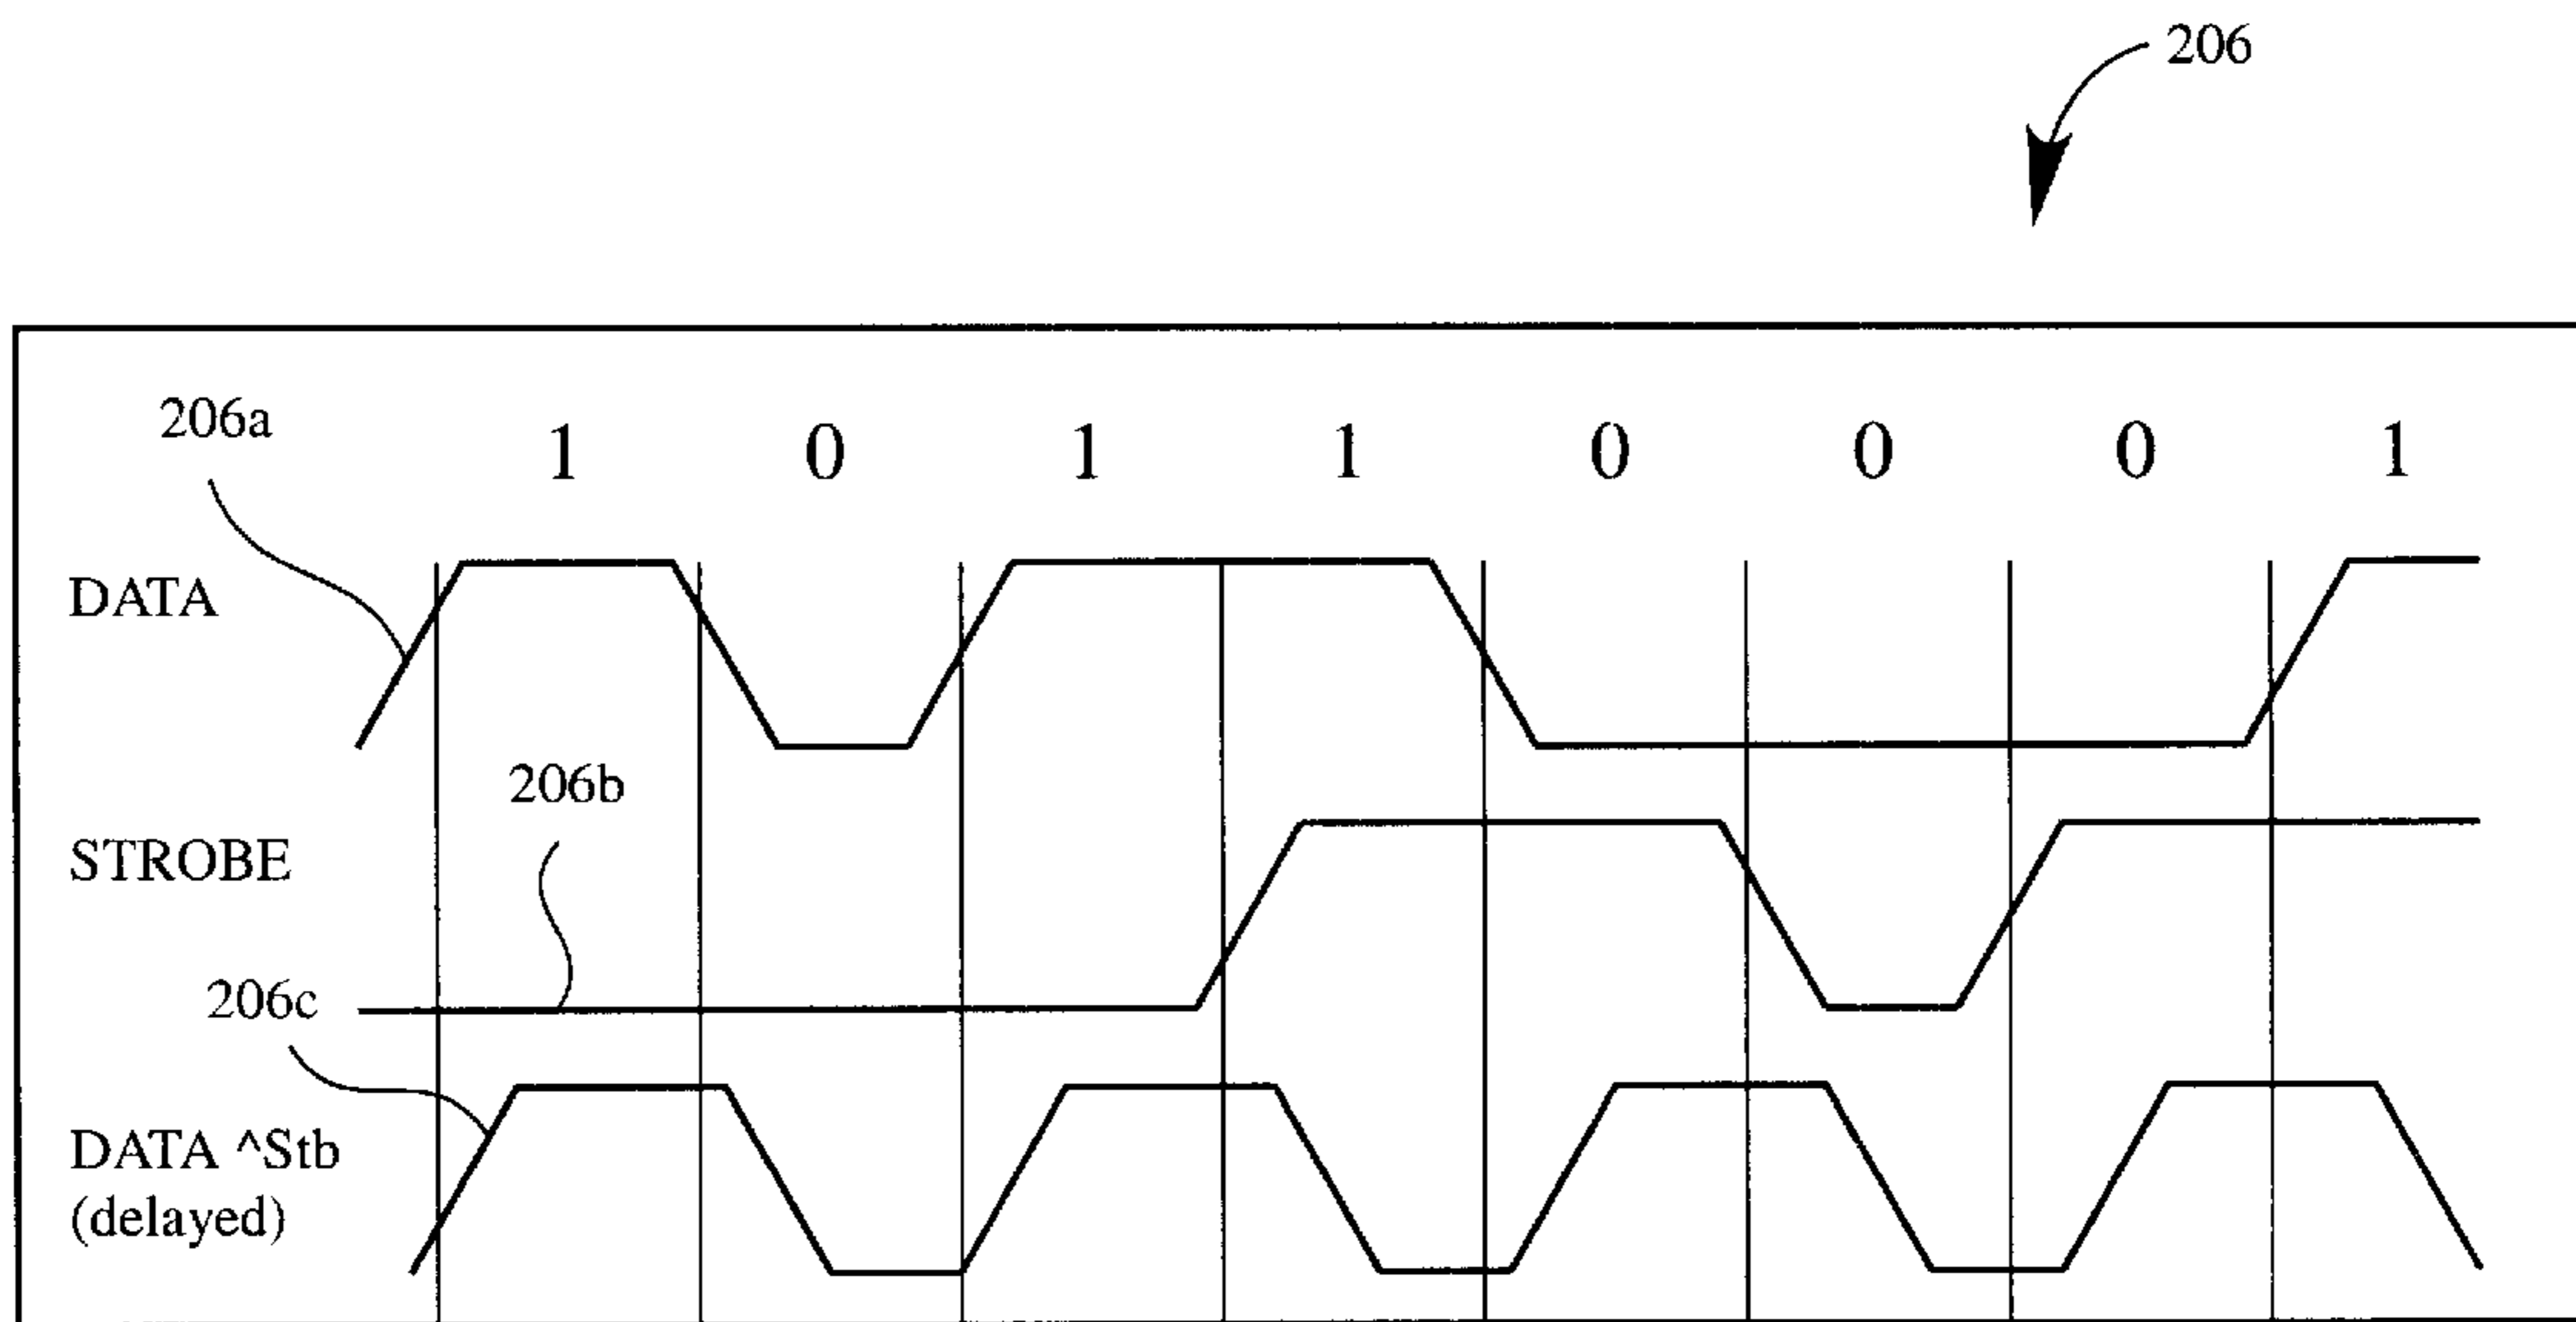 206
206a
1 0 1 1 0 0 0 1
DATA
206b
STROBE
206c
DATA ^Stb
(delayed)